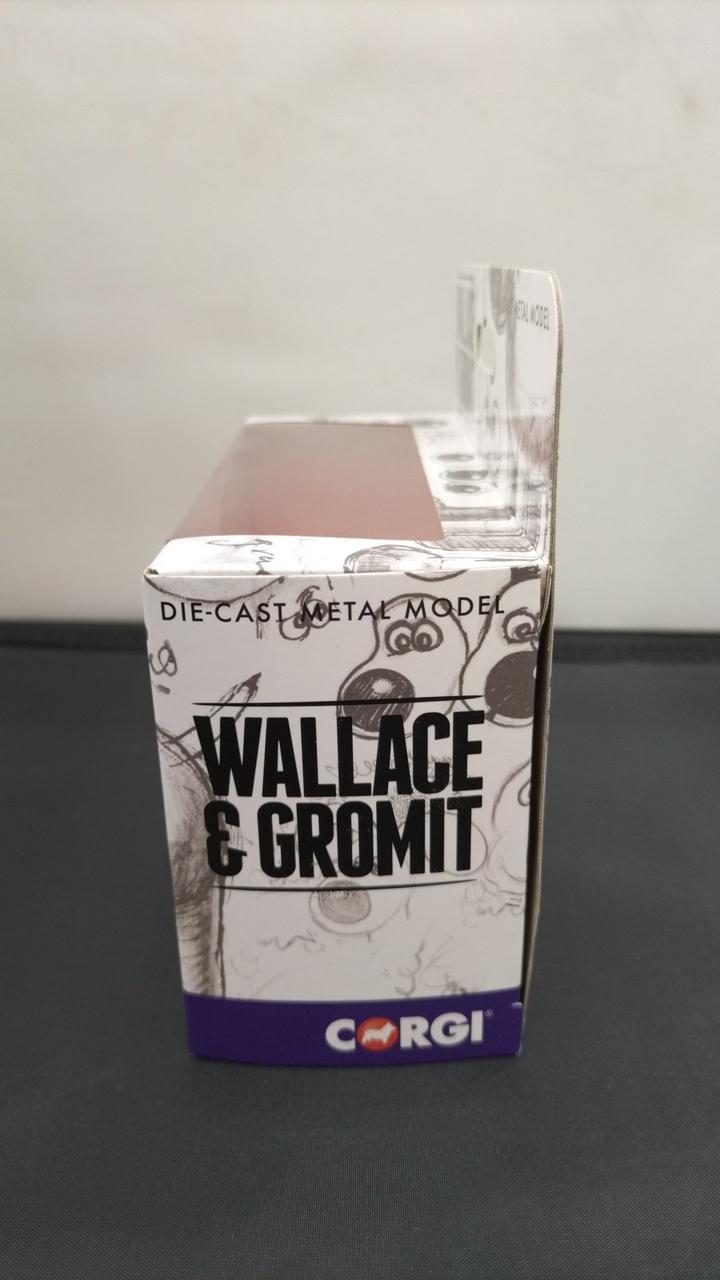 METAL MODEL
DIE-CAST METAL MODEL
WALLACE
& GROMIT
CORGI®